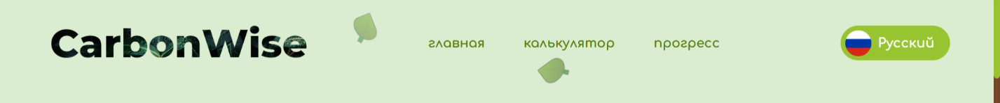 CarbonWise
главная калькулятор прогресс
Русский